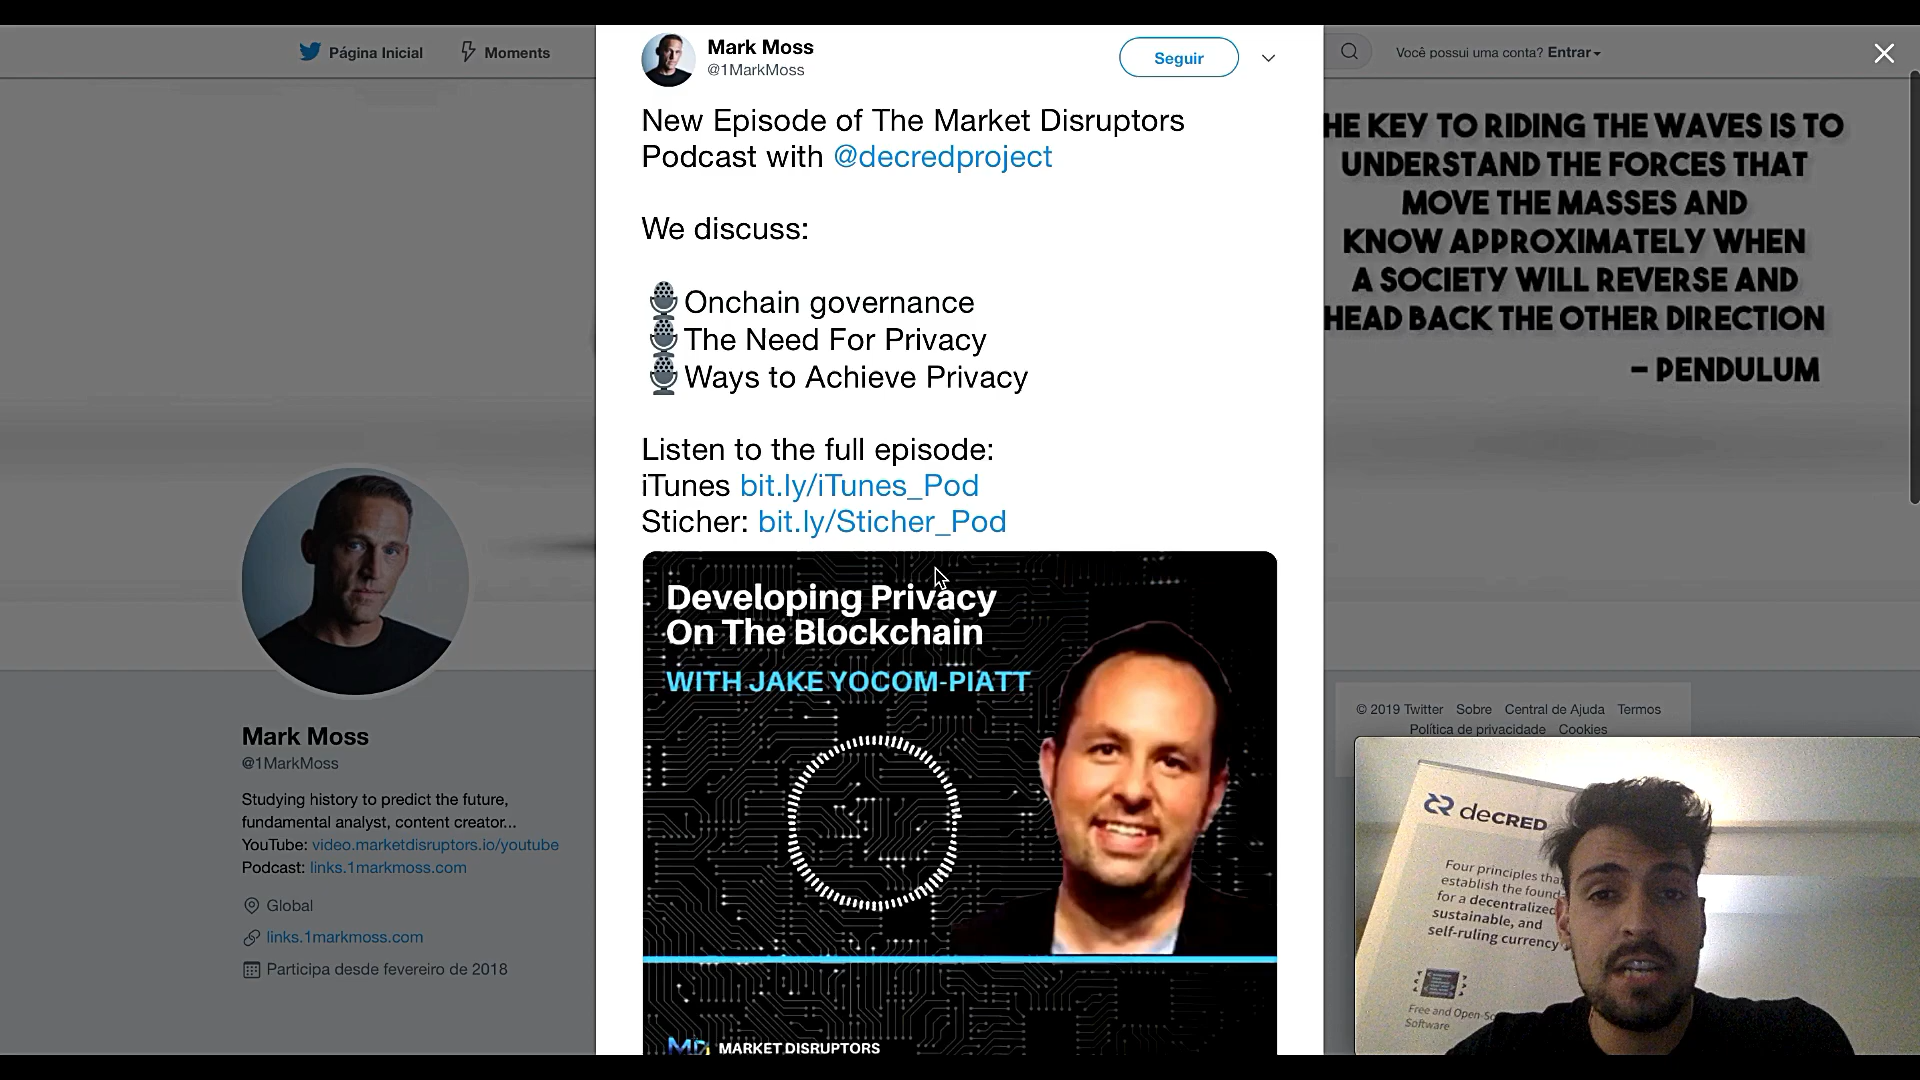 Página Inicial
Moments
Mark Moss
@1MarkMoss
Seguir
Você possui uma conta? Entrar
New Episode of The Market Disruptors
Podcast with @decredproject
We discuss:
Onchain governance
The Need For Privacy
Ways to Achieve Privacy
Listen to the full episode:
iTunes bit.ly/iTunes_Pod
Sticher: bit.ly/Sticher_Pod
Developing Privacy
On The Blockchain
WITH JAKE YOCOM-PIATT
MARKET DISRUPTORS
HE KEY TO RIDING THE WAVES IS TO
UNDERSTAND THE FORCES THAT
MOVE THE MASSES AND
KNOW APPROXIMATELY WHEN
A SOCIETY WILL REVERSE AND
HEAD BACK THE OTHER DIRECTION
– PENDULUM
Mark Moss
@1MarkMoss
Studying history to predict the future,
fundamental analyst, content creator...
YouTube: video.marketdisruptors.io/youtube
Podcast: links.1markmoss.com
Global
links.1markmoss.com
Participa desde fevereiro de 2018
© 2019 Twitter Sobre Central de Ajuda Termos
Política de privacidade Cookies
decred
Four principles that
establish the found
for a decentralized
sustainable, and
self-ruling currency
Free and Open-So
Software